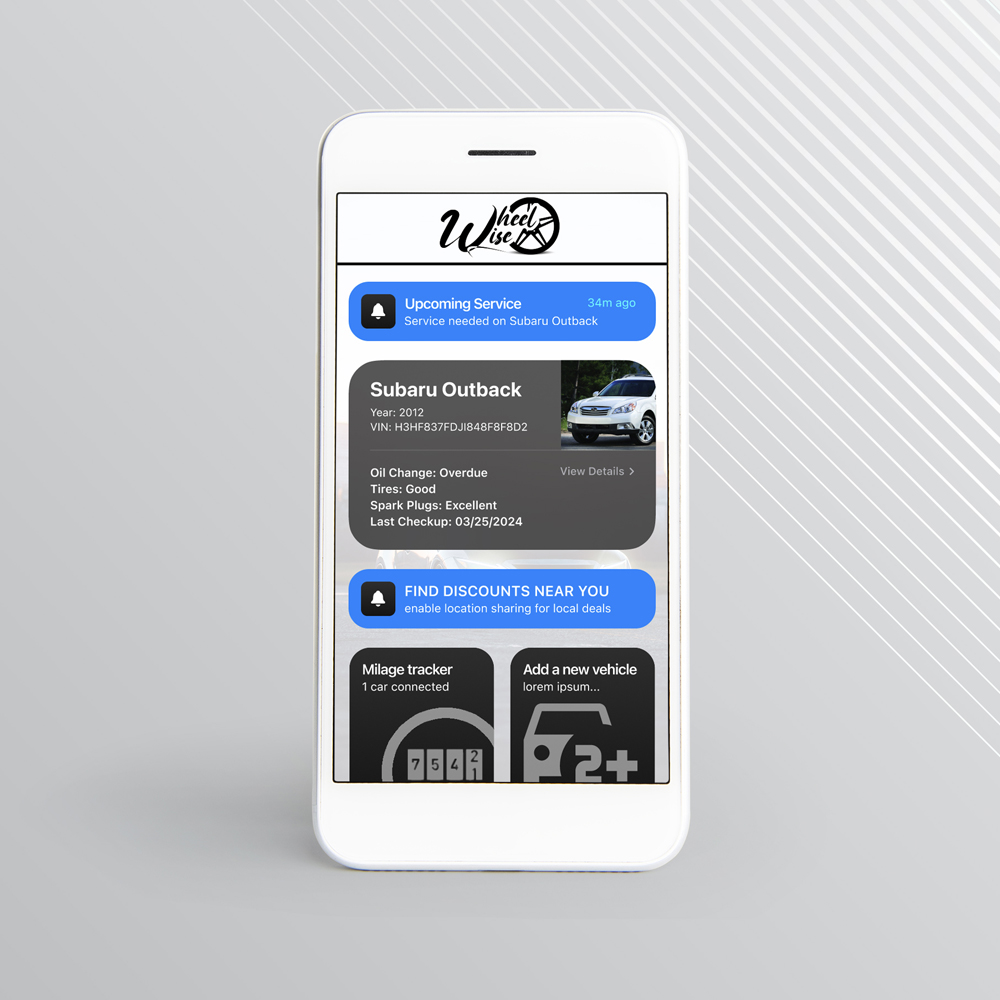 Wheel
Wise
Upcoming Service 34m ago
Service needed on Subaru Outback
Subaru Outback
Year: 2012
VIN: H3HF837FDJI848F8F8D2
View Details >
Oil Change: Overdue
Tires: Good
Spark Plugs: Excellent
Last Checkup: 03/25/2024
FIND DISCOUNTS NEAR YOU
enable location sharing for local deals
Milage tracker
1 car connected
7 5 4 2
1
Add a new vehicle
lorem ipsum...
2+